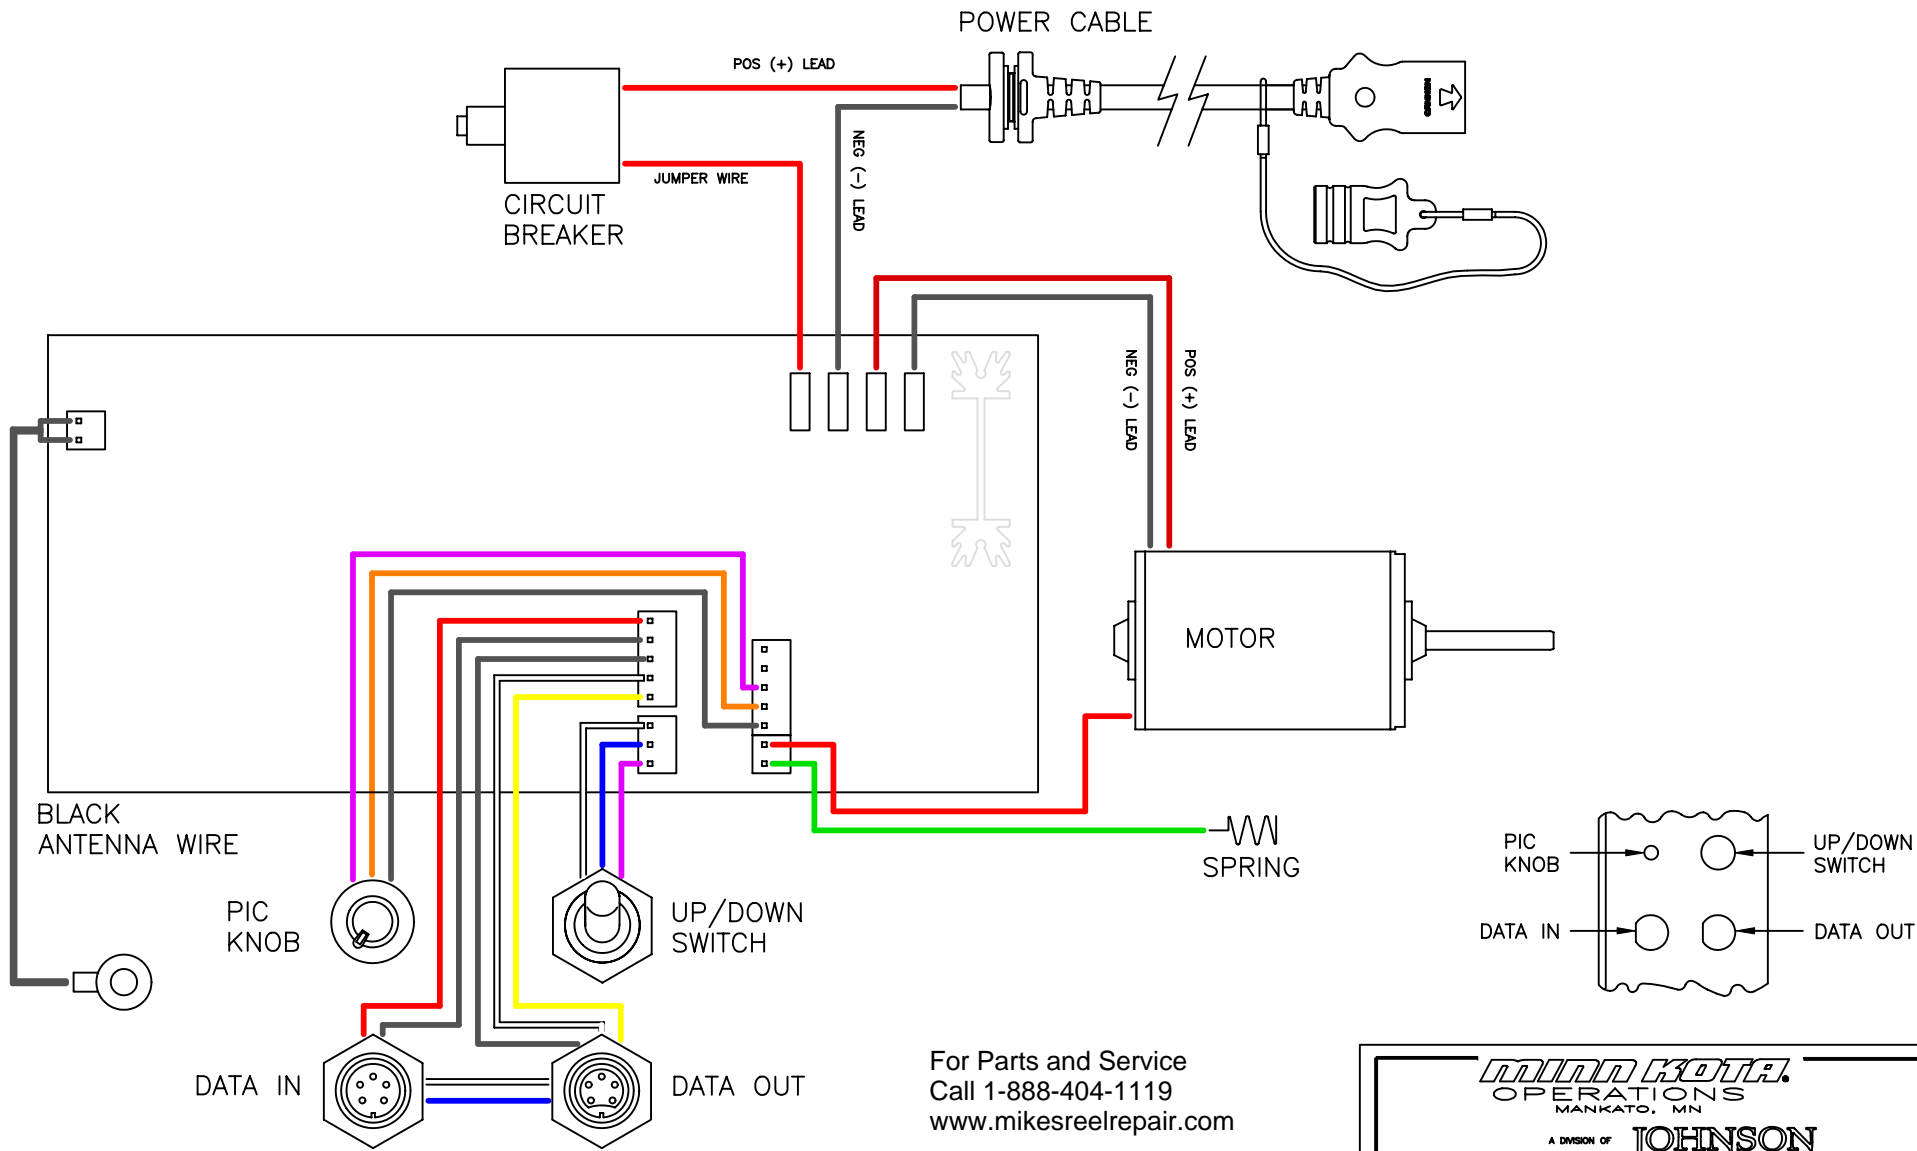 POWER CABLE
POS (+) LEAD
NEG (-) LEAD
JUMPER WIRE
CIRCUIT
BREAKER
NEG (-) LEAD
POS (+) LEAD
MOTOR
BLACK
ANTENNA WIRE
SPRING
PIC
KNOB
UP/DOWN
SWITCH
PIC
KNOB
UP/DOWN
SWITCH
DATA IN
DATA OUT
DATA IN
DATA OUT
For Parts and Service
Call 1-888-404-1119
www.mikesreelrepair.com
MINN KOTA.
OPERATIONS
MANKATO, MN
A DIVISION OF JOHNSON